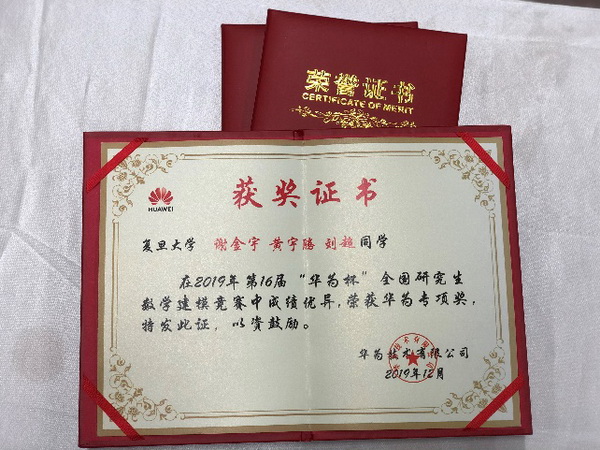 荣誉证书
CERTIFICATE OF MERIT
HUAWEI
获奖证书
复旦大学 谢金宇 黄宇腾 刘超同学
在2019年第16届“华为杯”全国研究生
数学建模竞赛中成绩优异,荣获华为专项奖,
特发此证, 以资鼓励。
华为技术有限公司
2019年12月